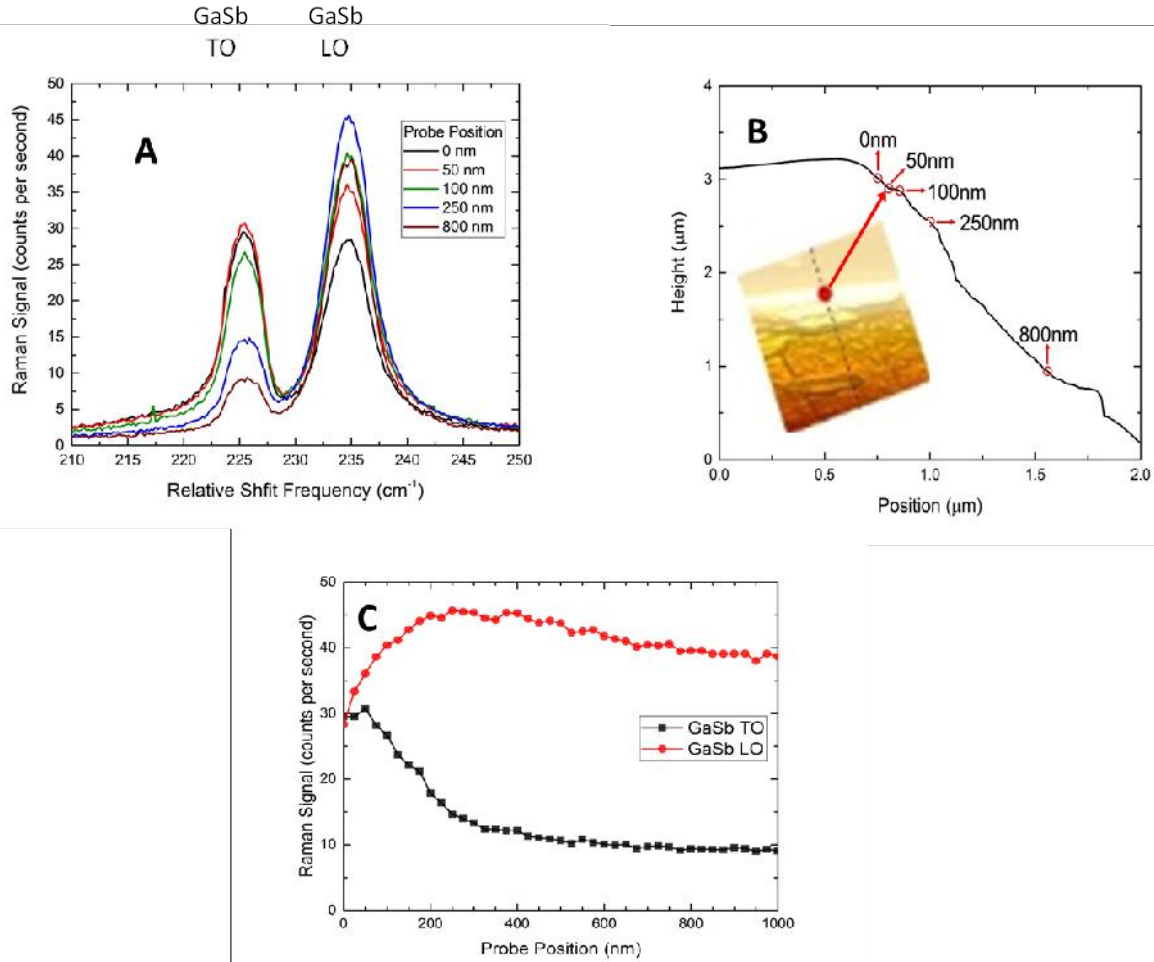 GaSb GaSb
TO LO
A
Raman Signal (counts per second)
50
45
40
35
30
25
20
15
10
5
0
210 215 220 225 230 235 240 245 250
Relative Shfit Frequency (cm⁻¹)
Probe Position
0 nm
50 nm
100 nm
250 nm
800 nm
B
Height (µm)
4
3
2
1
0
0nm
50nm
100nm
250nm
800nm
0.0 0.5 1.0 1.5 2.0
Position (µm)
C
Raman Signal (counts per second)
50
40
30
20
10
0
GaSb TO
GaSb LO
0 200 400 600 800 1000
Probe Position (nm)